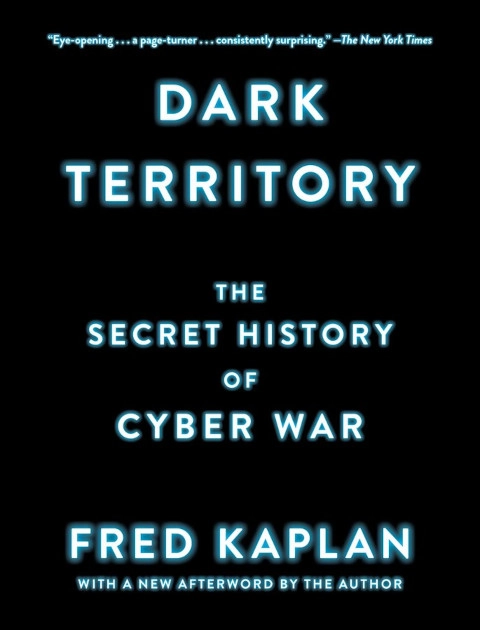 “Eye-opening . . . a page-turner . . . consistently surprising.” —The New York Times
DARK
TERRITORY
THE
SECRET HISTORY
OF
CYBER WAR
FRED KAPLAN
WITH A NEW AFTERWORD BY THE AUTHOR